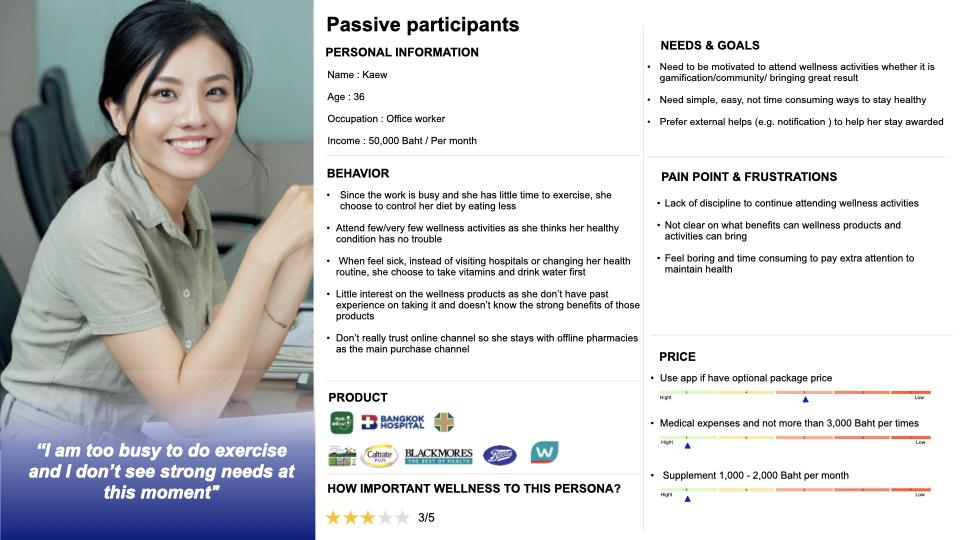 Passive participants
PERSONAL INFORMATION
Name : Kaew
Age : 36
Occupation : Office worker
Income : 50,000 Baht / Per month
BEHAVIOR
• Since the work is busy and she has little time to exercise, she
choose to control her diet by eating less
• Attend few/very few wellness activities as she thinks her healthy
condition has no trouble
• When feel sick, instead of visiting hospitals or changing her health
routine, she choose to take vitamins and drink water first
• Little interest on the wellness products as she don't have past
experience on taking it and doesn't know the strong benefits of those
products
• Don't really trust online channel so she stays with offline pharmacies
as the main purchase channel
PRODUCT
BANGKOK
HOSPITAL
Caltrate
PLUS
BLACKMORES
THE BEST OF HEALTH
Boots
W
HOW IMPORTANT WELLNESS TO THIS PERSONA?
3/5
"I am too busy to do exercise
and I don't see strong needs at
this moment"
NEEDS & GOALS
• Need to be motivated to attend wellness activities whether it is
gamification/community/ bringing great result
• Need simple, easy, not time consuming ways to stay healthy
• Prefer external helps (e.g. notification ) to help her stay awarded
PAIN POINT & FRUSTRATIONS
• Lack of discipline to continue attending wellness activities
• Not clear on what benefits can wellness products and
activities can bring
• Feel boring and time consuming to pay extra attention to
maintain health
PRICE
• Use app if have optional package price
Hight Low
• Medical expenses and not more than 3,000 Baht per times
Hight Low
• Supplement 1,000 - 2,000 Baht per month
Hight Low